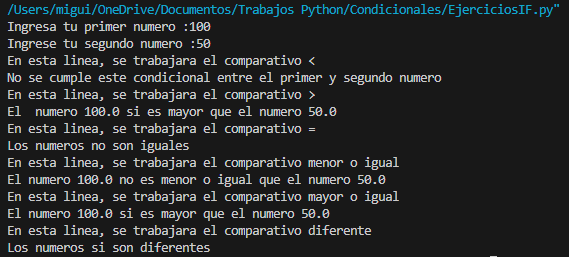 /Users/migui/OneDrive/Documentos/Trabajos Python/Condicionales/EjerciciosIF.py"
Ingresa tu primer numero :100
Ingrese tu segundo numero :50
En esta linea, se trabajara el comparativo <
No se cumple este condicional entre el primer y segundo numero
En esta linea, se trabajara el comparativo >
El  numero 100.0 si es mayor que el numero 50.0
En esta linea, se trabajara el comparativo =
Los numeros no son iguales
En esta linea, se trabajara el comparativo menor o igual
El numero 100.0 no es menor o igual que el numero 50.0
En esta linea, se trabajara el comparativo mayor o igual
El numero 100.0 si es mayor que el numero 50.0
En esta linea, se trabajara el comparativo diferente
Los numeros si son diferentes